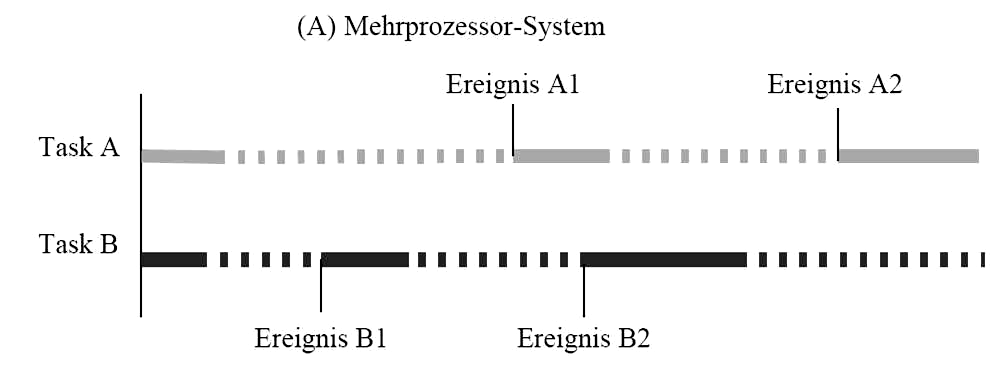 (A) Mehrprozessor-System
Ereignis A1
Ereignis A2
Task A
Task B
Ereignis B1
Ereignis B2